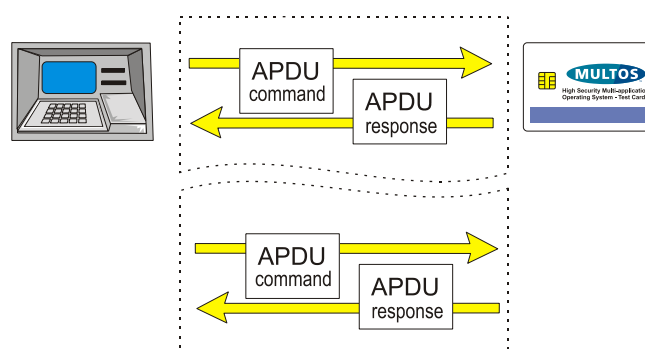 APDU
command
APDU
response
MULTOS
High Security Multi-applicatio
Operating System - Test Card
APDU
command
APDU
response